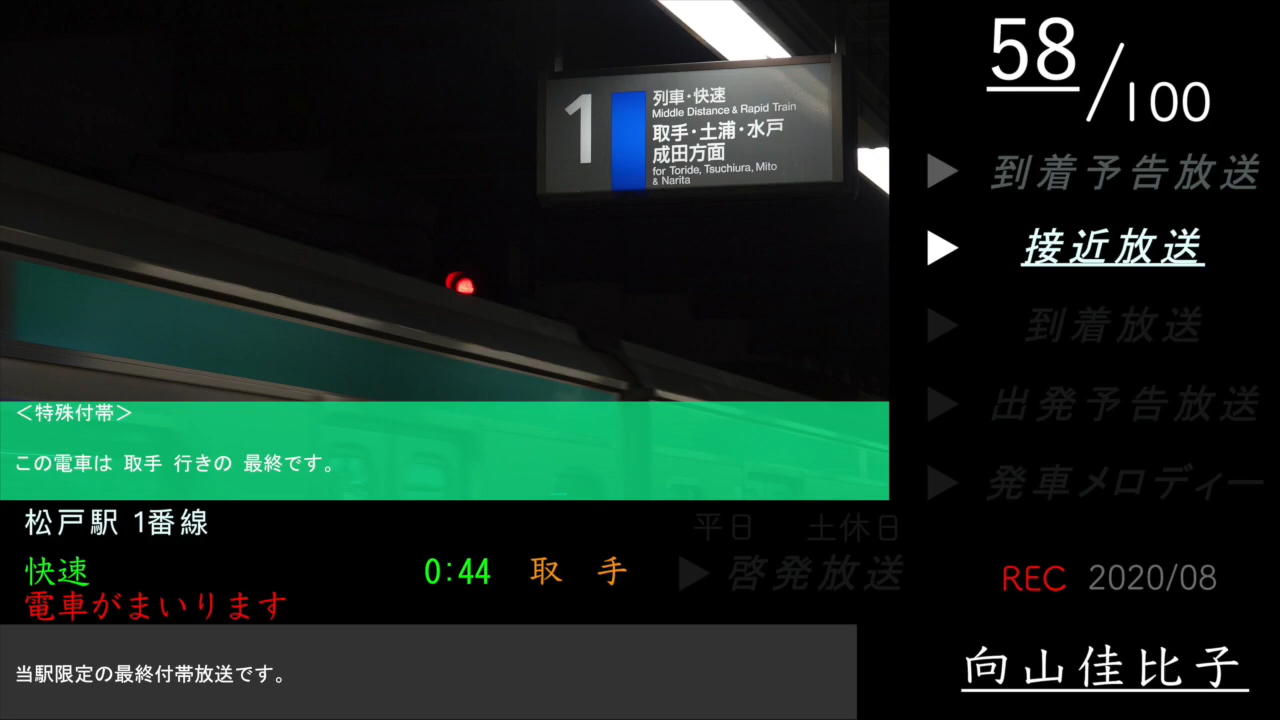 1
列車・快速
Middle Distance & Rapid Train
取手・土浦・水戸
成田方面
for Toride, Tsuchiura, Mito
& Narita
58/100
到着予告放送
接近放送
到着放送
出発予告放送
発車メロディー
＜特殊付帯＞
この電車は 取手 行きの 最終です。
松戸駅 1番線
平日 土休日
快速 0:44 取 手
啓発放送
電車がまいります
REC 2020/08
当駅限定の最終付帯放送です。
向山佳比子